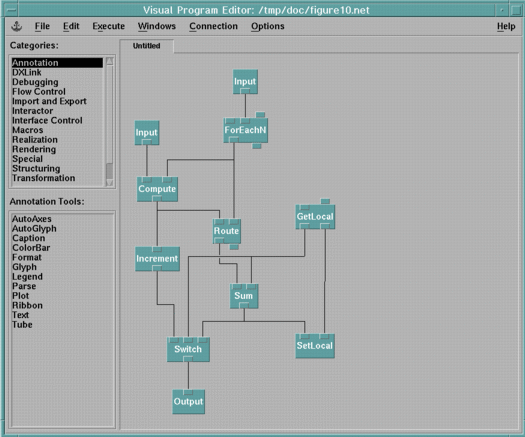 Visual Program Editor: /tmp/doc/figure10.net
File Edit Execute Windows Connection Options Help
Categories:
Annotation
DXLink
Debugging
Flow Control
Import and Export
Interactor
Interface Control
Macros
Realization
Rendering
Special
Structuring
Transformation
Annotation Tools:
AutoAxes
AutoGlyph
Caption
ColorBar
Format
Glyph
Legend
Parse
Plot
Ribbon
Text
Tube
Untitled
Input
Input
ForEachN
Compute
GetLocal
Route
Increment
Sum
Switch
SetLocal
Output